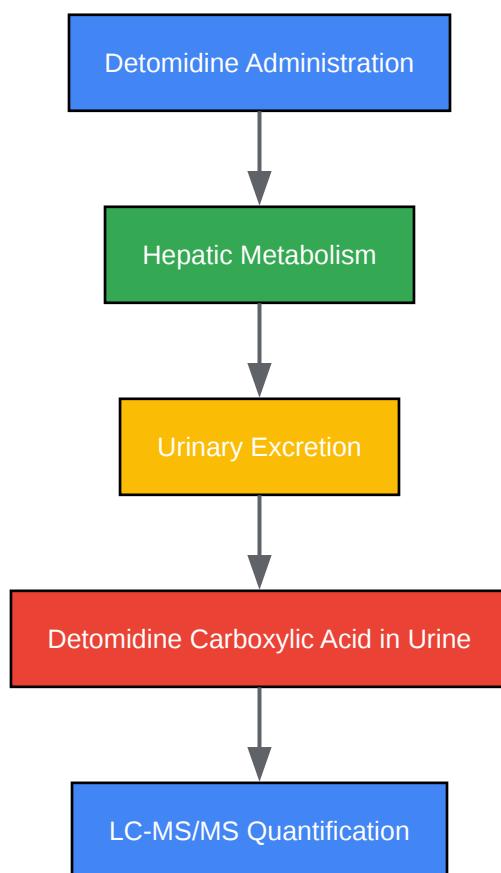 Detomidine Administration
Hepatic Metabolism
Urinary Excretion
Detomidine Carboxylic Acid in Urine
LC-MS/MS Quantification